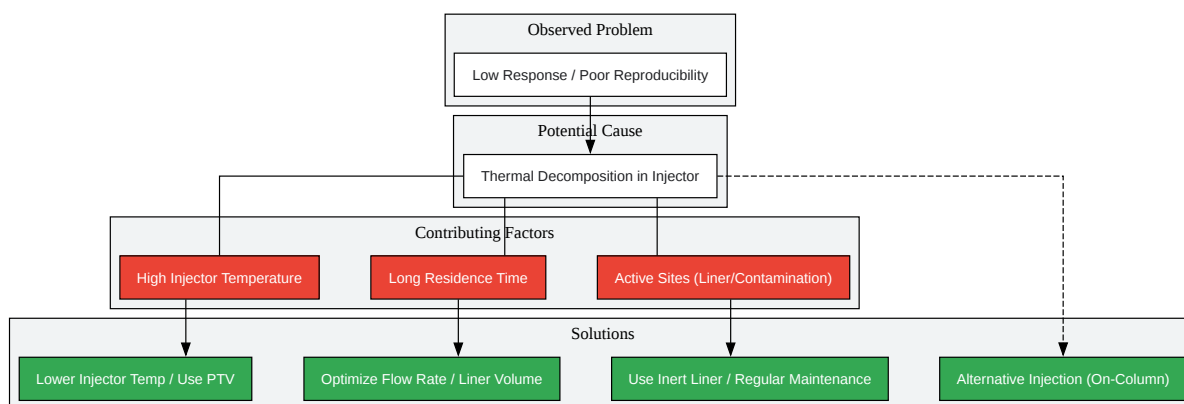 Observed Problem
Low Response / Poor Reproducibility
Potential Cause
Thermal Decomposition in Injector
Contributing Factors
High Injector Temperature
Long Residence Time
Active Sites (Liner/Contamination)
Solutions
Lower Injector Temp / Use PTV
Optimize Flow Rate / Liner Volume
Use Inert Liner / Regular Maintenance
Alternative Injection (On-Column)